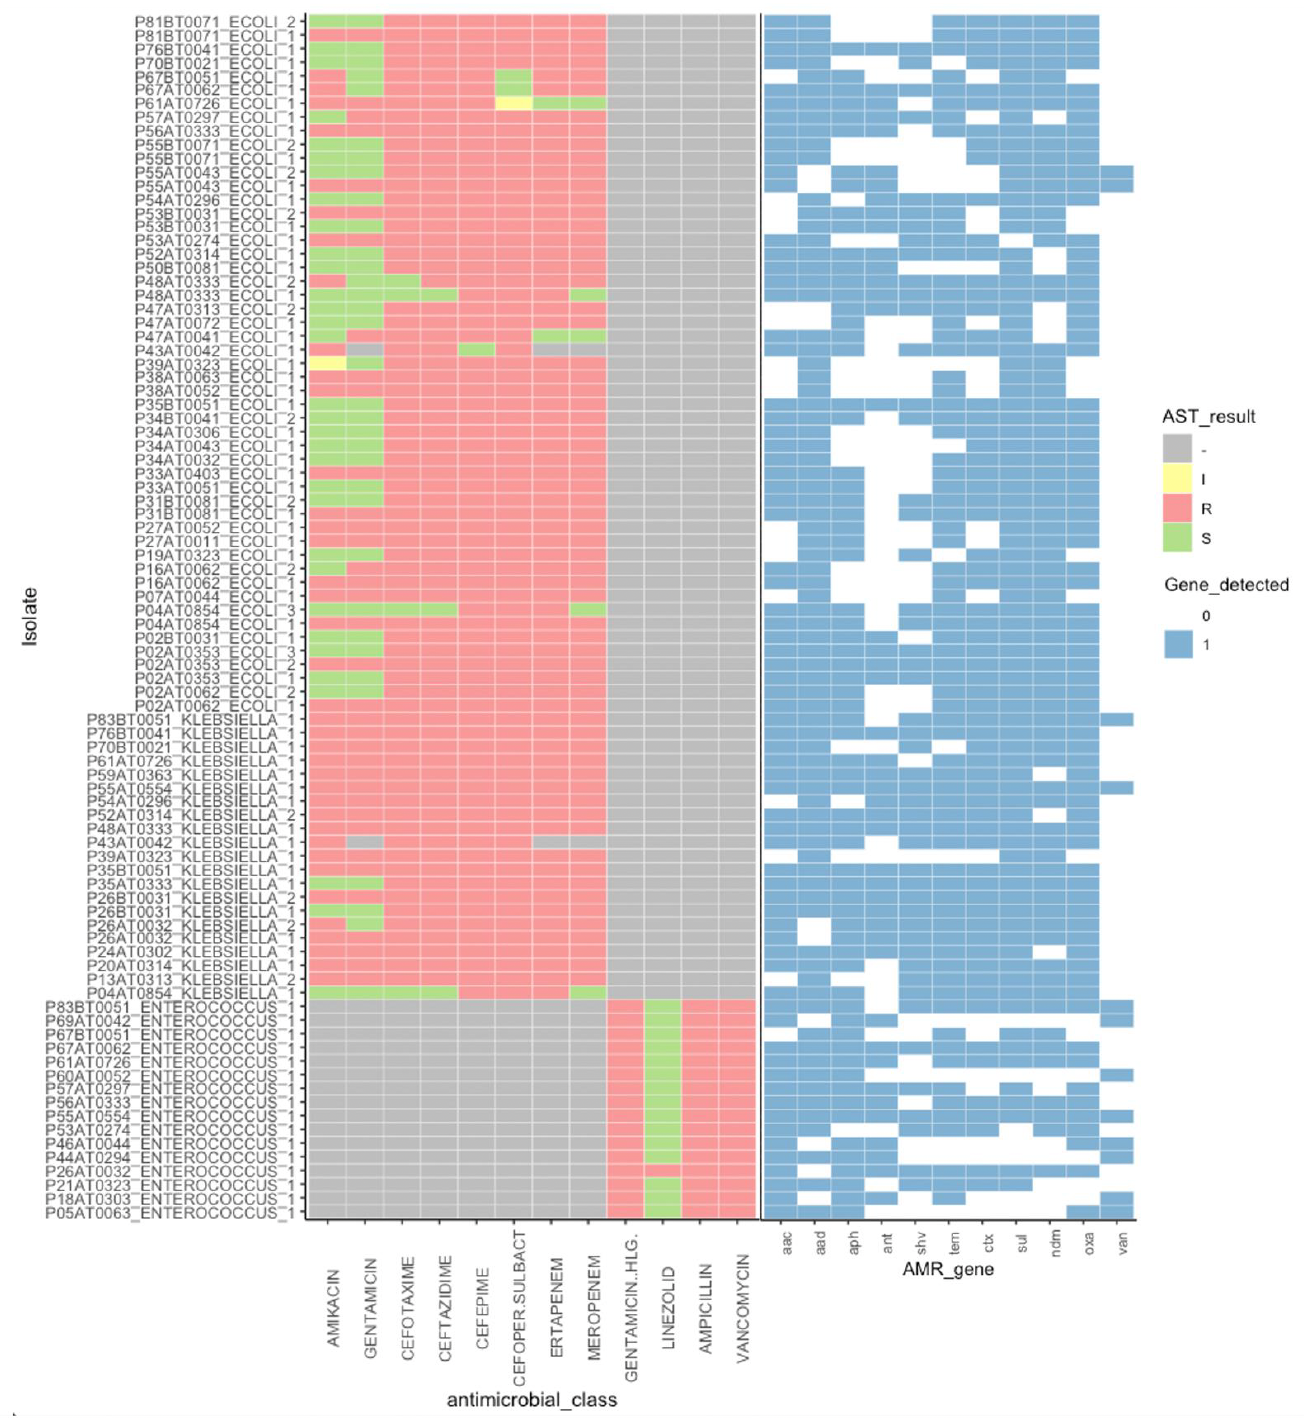 P81BT0071_ECOLI_2
P81BT0071_ECOLI_1
P76BT0041_ECOLI_1
P70BT0021_ECOLI_1
P67BT0051_ECOLI_1
P67AT0062_ECOLI_1
P61AT0726_ECOLI_1
P57AT0297_ECOLI_1
P56AT0333_ECOLI_1
P55BT0071_ECOLI_2
P55BT0071_ECOLI_1
P55AT0043_ECOLI_2
P55AT0043_ECOLI_1
P54AT0296_ECOLI_1
P53BT0031_ECOLI_2
P53BT0031_ECOLI_1
P53AT0274_ECOLI_1
P52AT0314_ECOLI_1
P50BT0081_ECOLI_1
P48AT0333_ECOLI_2
P48AT0333_ECOLI_1
P47AT0313_ECOLI_2
P47AT0072_ECOLI_1
P47AT0041_ECOLI_1
P43AT0042_ECOLI_1
P39AT0323_ECOLI_1
P38AT0063_ECOLI_1
P38AT0052_ECOLI_1
P35BT0051_ECOLI_1
P34BT0041_ECOLI_2
P34AT0306_ECOLI_1
P34AT0043_ECOLI_1
P34AT0032_ECOLI_1
P33AT0403_ECOLI_1
P33AT0051_ECOLI_1
P31BT0081_ECOLI_2
P31BT0081_ECOLI_1
P27AT0052_ECOLI_1
P27AT0011_ECOLI_1
P19AT0323_ECOLI_1
P16AT0062_ECOLI_2
P16AT0062_ECOLI_1
P07AT0044_ECOLI_1
P04AT0854_ECOLI_3
P04AT0854_ECOLI_1
P02BT0031_ECOLI_1
P02AT0353_ECOLI_3
P02AT0353_ECOLI_2
P02AT0353_ECOLI_1
P02AT0062_ECOLI_2
P02AT0062_ECOLI_1
P83BT0051_KLEBSIELLA_1
P76BT0041_KLEBSIELLA_1
P70BT0021_KLEBSIELLA_1
P61AT0726_KLEBSIELLA_1
P59AT0363_KLEBSIELLA_1
P55AT0554_KLEBSIELLA_1
P54AT0296_KLEBSIELLA_1
P52AT0314_KLEBSIELLA_2
P48AT0333_KLEBSIELLA_1
P43AT0042_KLEBSIELLA_1
P39AT0323_KLEBSIELLA_1
P35BT0051_KLEBSIELLA_1
P35AT0333_KLEBSIELLA_1
P26BT0031_KLEBSIELLA_2
P26BT0031_KLEBSIELLA_1
P26AT0032_KLEBSIELLA_2
P26AT0032_KLEBSIELLA_1
P24AT0302_KLEBSIELLA_1
P20AT0314_KLEBSIELLA_1
P13AT0313_KLEBSIELLA_2
P04AT0854_KLEBSIELLA_1
P83BT0051_ENTEROCOCCUS_1
P69AT0042_ENTEROCOCCUS_1
P67BT0051_ENTEROCOCCUS_1
P67AT0062_ENTEROCOCCUS_1
P61AT0726_ENTEROCOCCUS_1
P60AT0052_ENTEROCOCCUS_1
P57AT0297_ENTEROCOCCUS_1
P56AT0333_ENTEROCOCCUS_1
P55AT0554_ENTEROCOCCUS_1
P53AT0274_ENTEROCOCCUS_1
P46AT0044_ENTEROCOCCUS_1
P44AT0294_ENTEROCOCCUS_1
P26AT0032_ENTEROCOCCUS_1
P21AT0323_ENTEROCOCCUS_1
P18AT0303_ENTEROCOCCUS_1
P05AT0063_ENTEROCOCCUS_1
Isolate
AMIKACIN
GENTAMICIN
CEFOTAXIME
CEFTAZIDIME
CEFEPIME
CEFOPER.SULBACT
ERTAPENEM
MEROPENEM
GENTAMICIN..HLG.
LINEZOLID
AMPICILLIN
VANCOMYCIN
antimicrobial_class
aac
aad
aph
ant
shv
tem
ctx
sul
ndm
oxa
van
AMR_gene
AST_result
-
I
R
S
Gene_detected
0
1